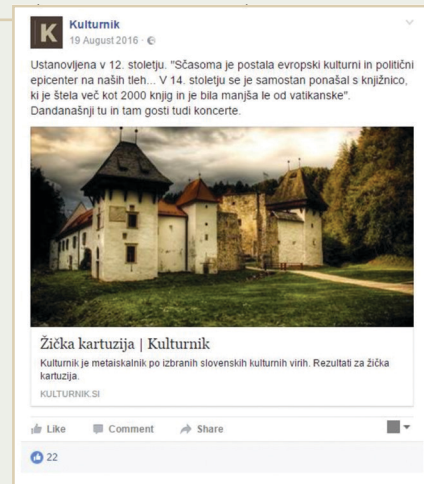 K
Kulturnik
19 August 2016 ·
Ustanovljena v 12. stoletju. "Sčasoma je postala evropski kulturni in politični
epicenter na naših tleh... V 14. stoletju se je samostan ponašal s knjižnico,
ki je štela več kot 2000 knjig in je bila manjša le od vatikanske".
Dandanašnji tu in tam gosti tudi koncerte.
Žička kartuzija | Kulturnik
Kulturnik je metaiskalnik po izbranih slovenskih kulturnih virih. Rezultati za žička
kartuzija.
KULTURNIK.SI
Like Comment Share
22